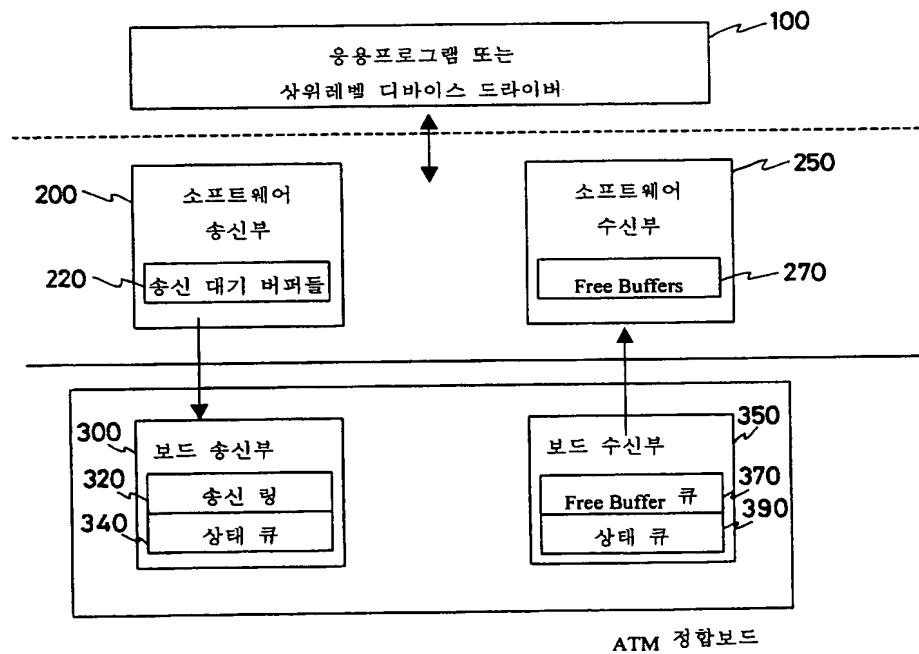 100
응용프로그램 또는
상위레벨 디바이스 드라이버
200
소프트웨어
송신부
220
송신 대기 버퍼들
250
소프트웨어
수신부
270
Free Buffers
300
보드 송신부
320
송신 링
340
상태 큐
350
보드 수신부
370
Free Buffer 큐
390
상태 큐
ATM 정합보드